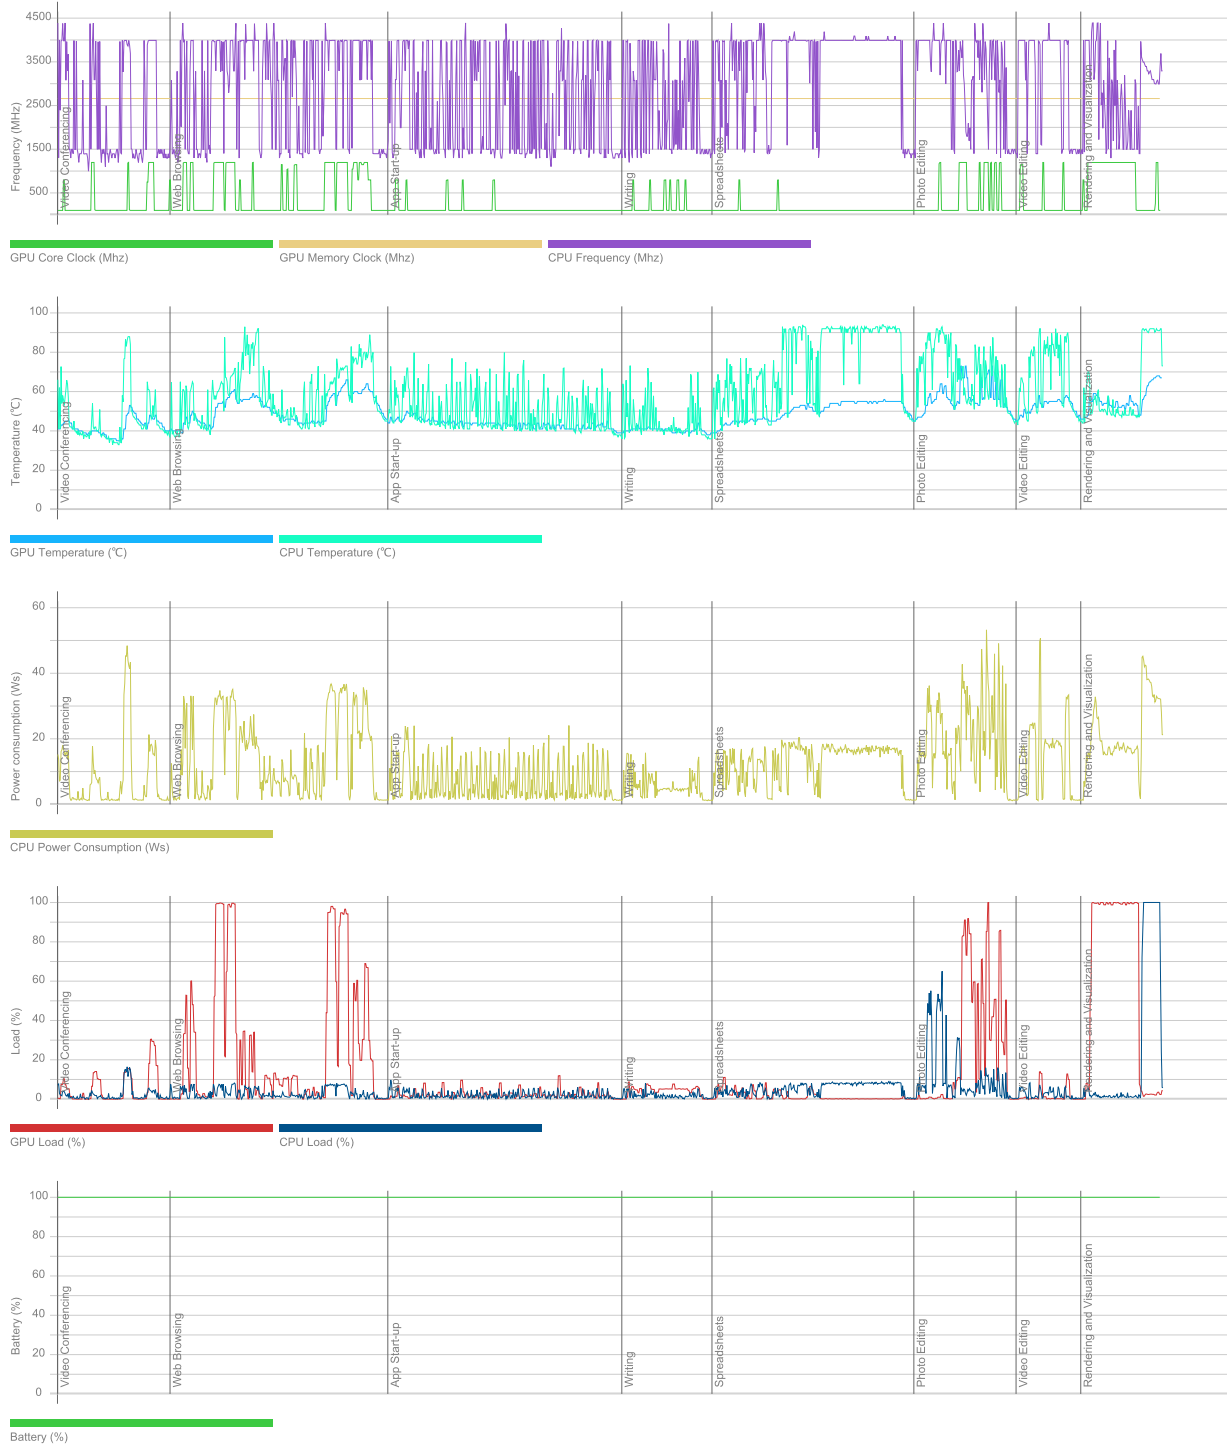 4500
3500
2500
1500
500
Frequency (MHz)
Video Conferencing
Web Browsing
App Start-up
Writing
Spreadsheets
Photo Editing
Video Editing
Rendering and Visualization
GPU Core Clock (Mhz)
GPU Memory Clock (Mhz)
CPU Frequency (Mhz)
100
80
60
40
20
0
Temperature (°C)
Video Conferencing
Web Browsing
App Start-up
Writing
Spreadsheets
Photo Editing
Video Editing
Rendering and Visualization
GPU Temperature (°C)
CPU Temperature (°C)
60
40
20
0
Power consumption (Ws)
Video Conferencing
Web Browsing
App Start-up
Writing
Spreadsheets
Photo Editing
Video Editing
Rendering and Visualization
CPU Power Consumption (Ws)
100
80
60
40
20
0
Load (%)
Video Conferencing
Web Browsing
App Start-up
Writing
Spreadsheets
Photo Editing
Video Editing
Rendering and Visualization
GPU Load (%)
CPU Load (%)
100
80
60
40
20
0
Battery (%)
Video Conferencing
Web Browsing
App Start-up
Writing
Spreadsheets
Photo Editing
Video Editing
Rendering and Visualization
Battery (%)